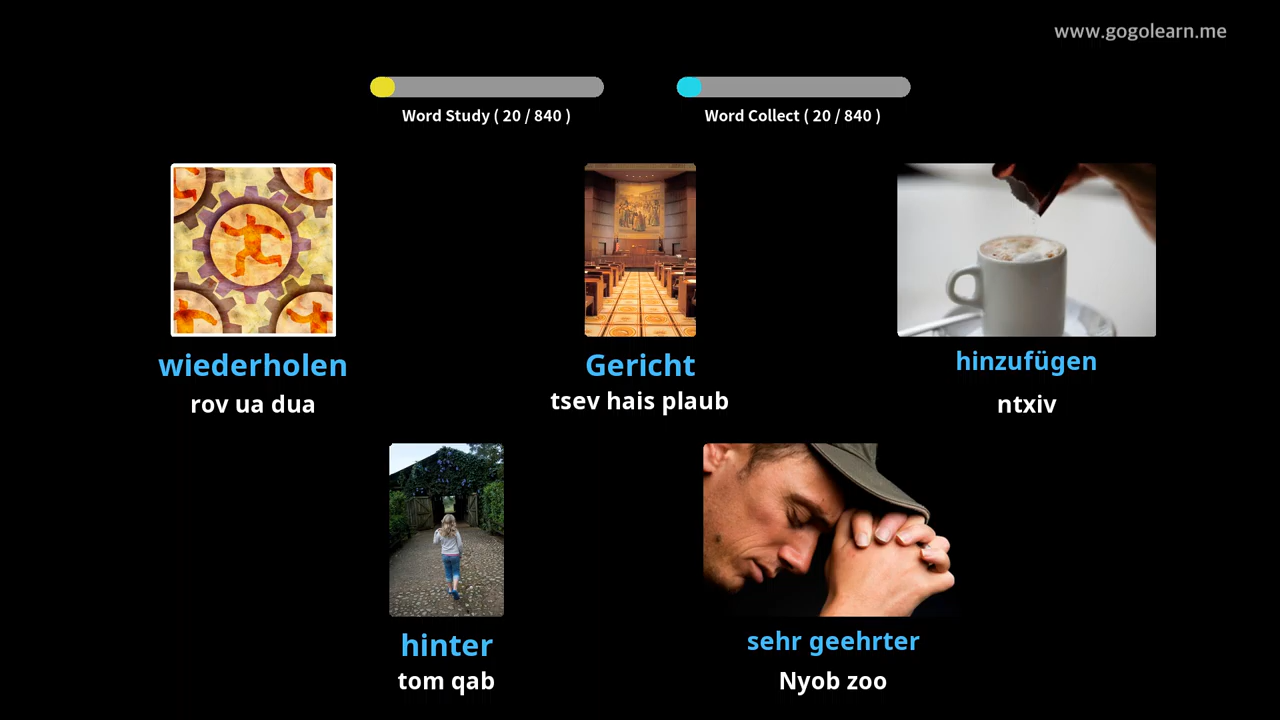 www.gogolearn.me
Word Study ( 20 / 840 )
Word Collect ( 20 / 840 )
wiederholen
rov ua dua
Gericht
tsev hais plaub
hinzufügen
ntxiv
hinter
tom qab
sehr geehrter
Nyob zoo